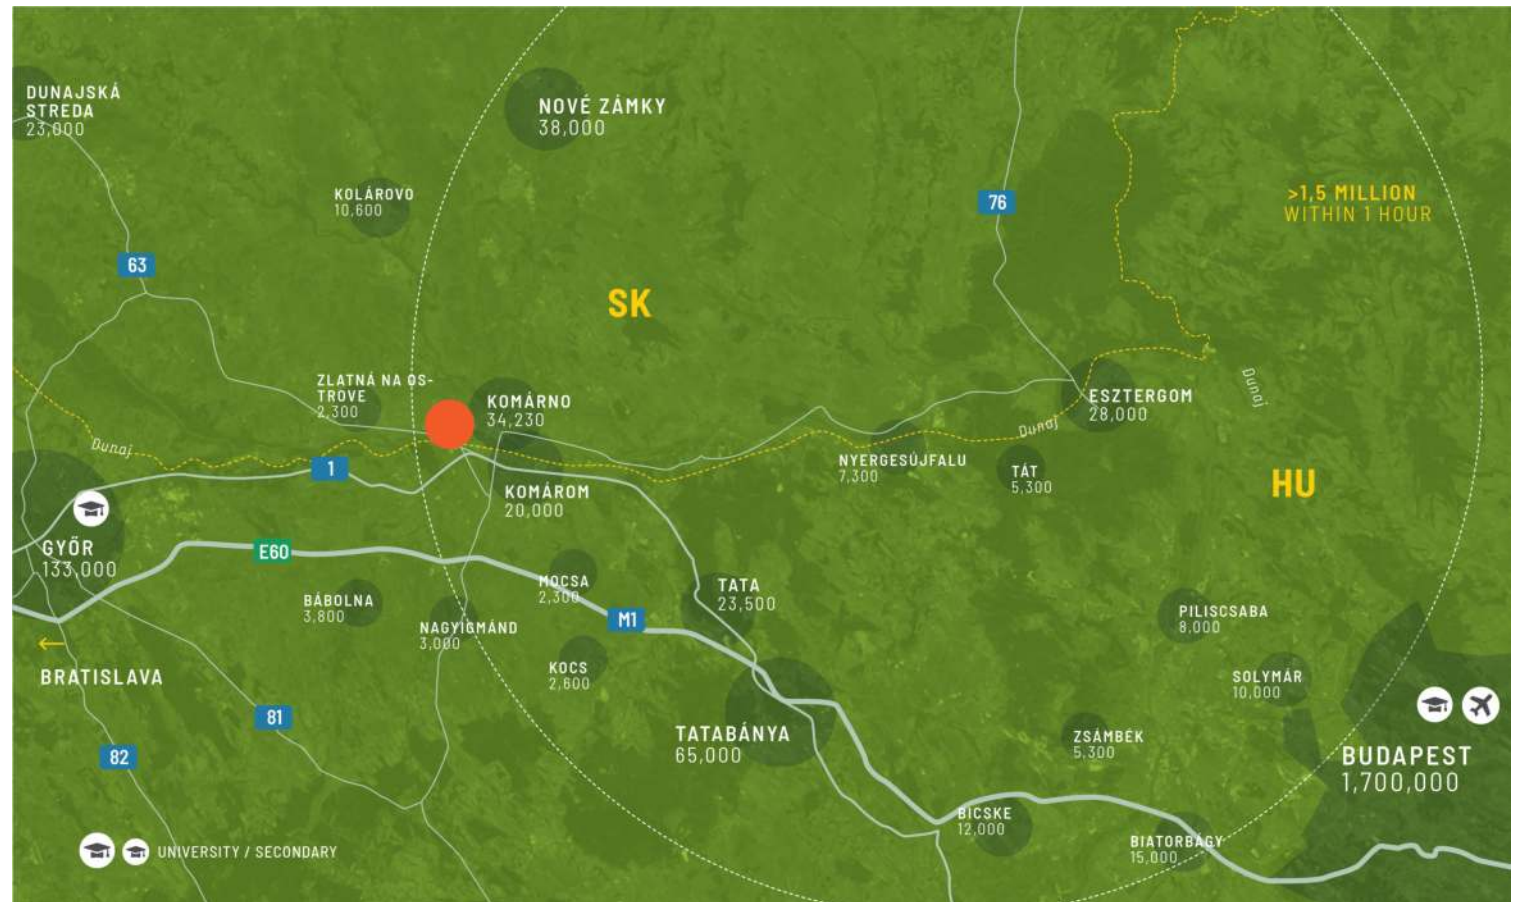 DUNAJSKÁ
STREDA
23,000
NOVÉ ZÁMKY
38,000
KOLÁROVO
10,600
76
>1,5 MILLION
WITHIN 1 HOUR
63
SK
ZLATNÁ NA OS-
TROVE
2,300
KOMÁRNO
34,230
ESZTERGOM
28,000
Dunaj
Dunaj
Dunaj
1
NYERGESÚJFALU
7,300
TÁT
5,300
HU
KOMÁROM
20,000
GYŐR
133,000
E60
MOCSA
2,300
TATA
23,500
BÁBOLNA
3,800
NAGYIGMÁND
3,000
M1
PILISCSABA
8,000
BRATISLAVA
KOCS
2,600
SOLYMÁR
10,000
81
TATABÁNYA
65,000
ZSÁMBÉK
5,300
82
BUDAPEST
1,700,000
BICSKE
12,000
BIATORBÁGY
15,000
UNIVERSITY / SECONDARY